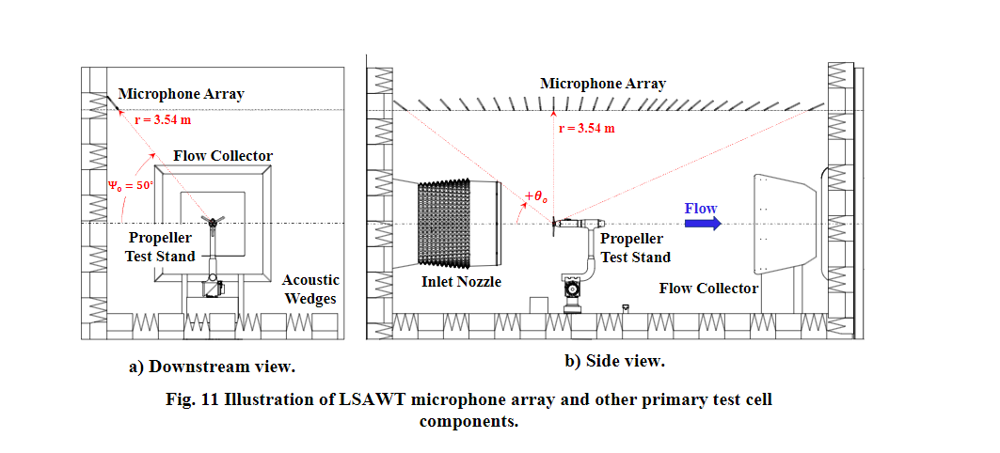 Microphone Array
r = 3.54 m
Flow Collector
Ψₒ = 50°
Propeller
Test Stand
Acoustic
Wedges
a) Downstream view.
Microphone Array
r = 3.54 m
+θₒ
Flow
Propeller
Test Stand
Inlet Nozzle
Flow Collector
b) Side view.
Fig. 11 Illustration of LSAWT microphone array and other primary test cell
components.